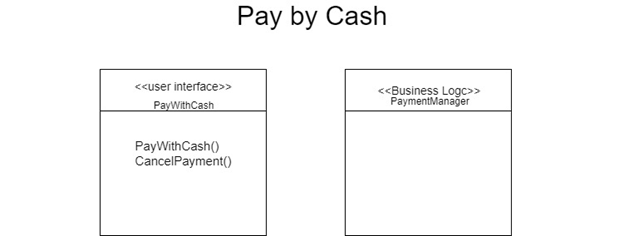 Pay by Cash
<<user interface>>
PayWithCash
PayWithCash()
CancelPayment()
<<Business Logc>>
PaymentManager